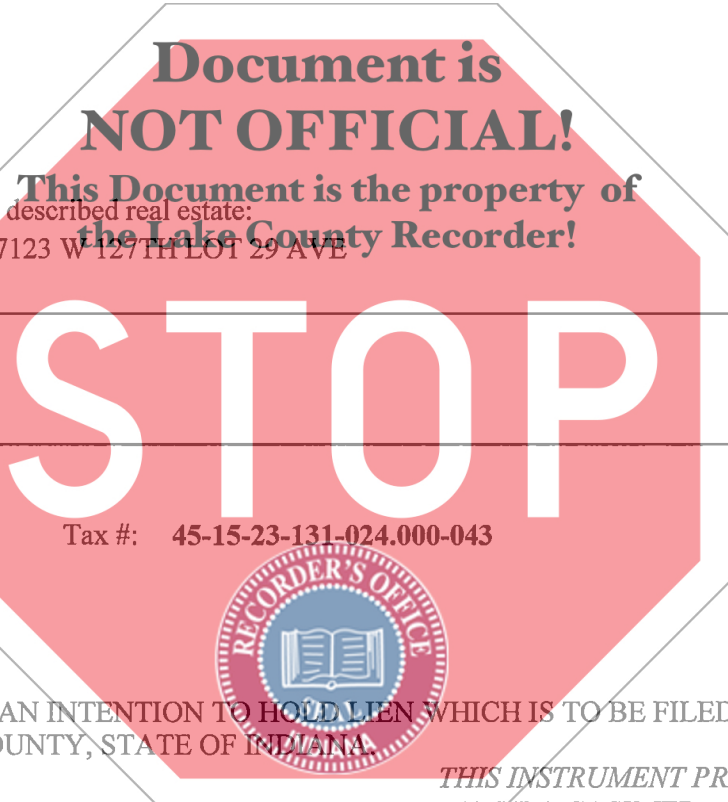 Document is
NOT OFFICIAL!
This Document is the property of
the Lake County Recorder!
described real estate:
7123 W 127TH LOT 29 AVE
STOP
Tax #: 45-15-23-131-024.000-043
RECORDER'S OFFICE
INDIANA
AN INTENTION TO HOLD LIEN WHICH IS TO BE FILED
OUNTY, STATE OF INDIANA.
THIS INSTRUMENT PR